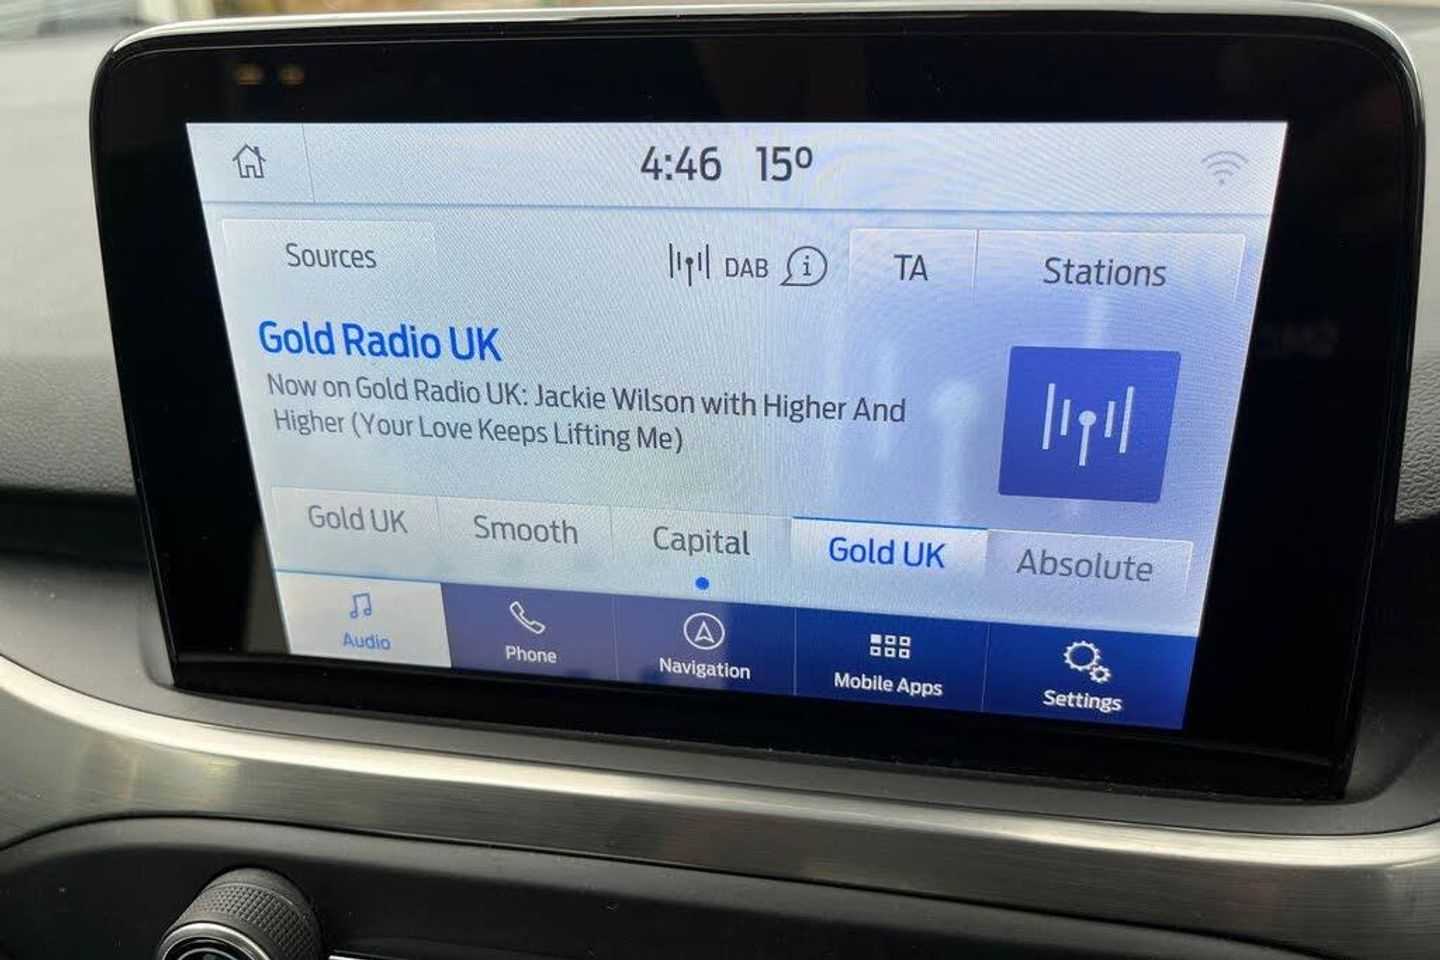 4:46 15°
Sources DAB i TA Stations
Gold Radio UK
Now on Gold Radio UK: Jackie Wilson with Higher And
Higher (Your Love Keeps Lifting Me)
Gold UK Smooth Capital Gold UK Absolute
Audio Phone Navigation Mobile Apps Settings